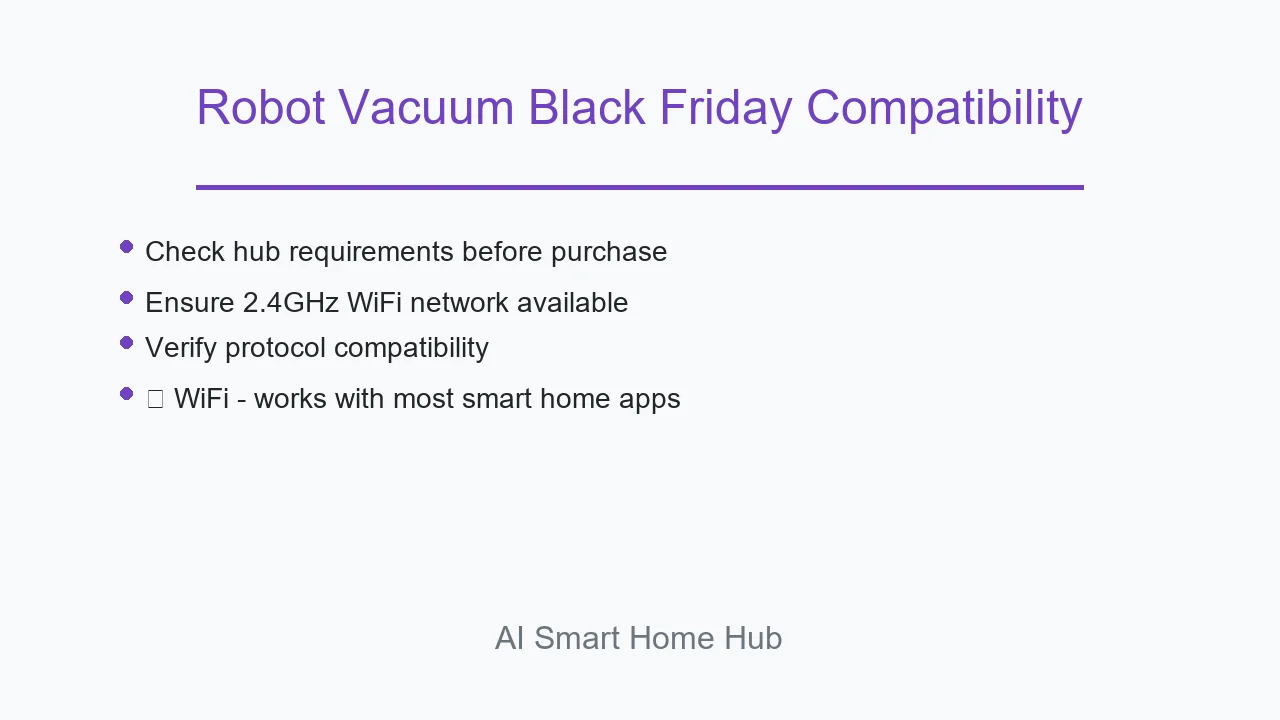 Robot Vacuum Black Friday Compatibility
Check hub requirements before purchase
Ensure 2.4GHz WiFi network available
Verify protocol compatibility
WiFi - works with most smart home apps
AI Smart Home Hub